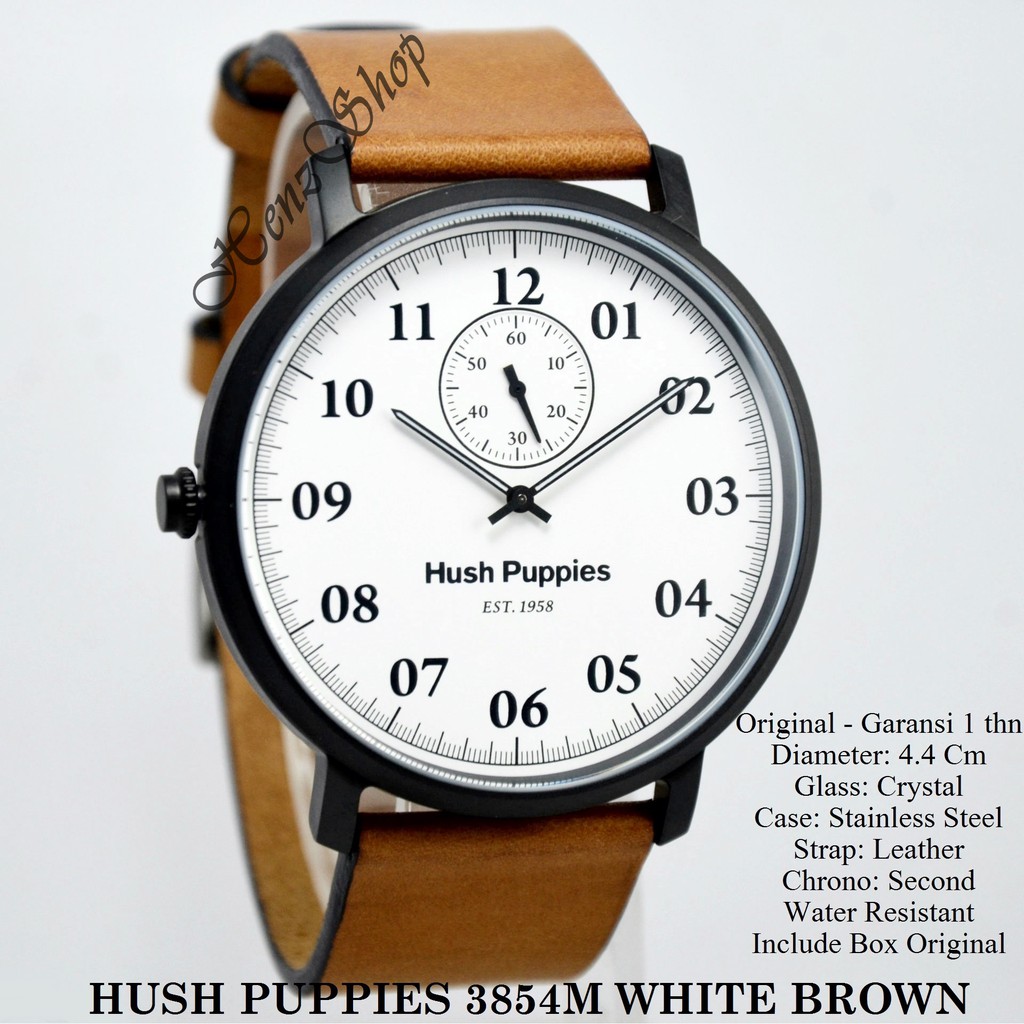 HenzShop
12
11
01
60
50
10
10
02
40
20
30
09
03
Hush Puppies
EST. 1958
08
04
07
05
06
Original - Garansi 1 thn
Diameter: 4.4 Cm
Glass: Crystal
Case: Stainless Steel
Strap: Leather
Chrono: Second
Water Resistant
Include Box Original
HUSH PUPPIES 3854M WHITE BROWN